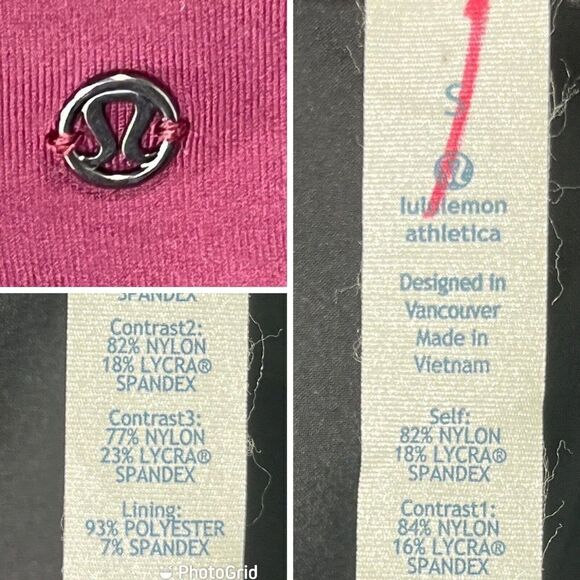 SPANDEX
Contrast2:
82% NYLON
18% LYCRA®
SPANDEX
Contrast3:
77% NYLON
23% LYCRA®
SPANDEX
Lining:
93% POLYESTER
7% SPANDEX
PhotoGrid
S
lululemon
athletica
Designed in
Vancouver
Made in
Vietnam
Self:
82% NYLON
18% LYCRA®
SPANDEX
Contrast1:
84% NYLON
16% LYCRA®
SPANDEX